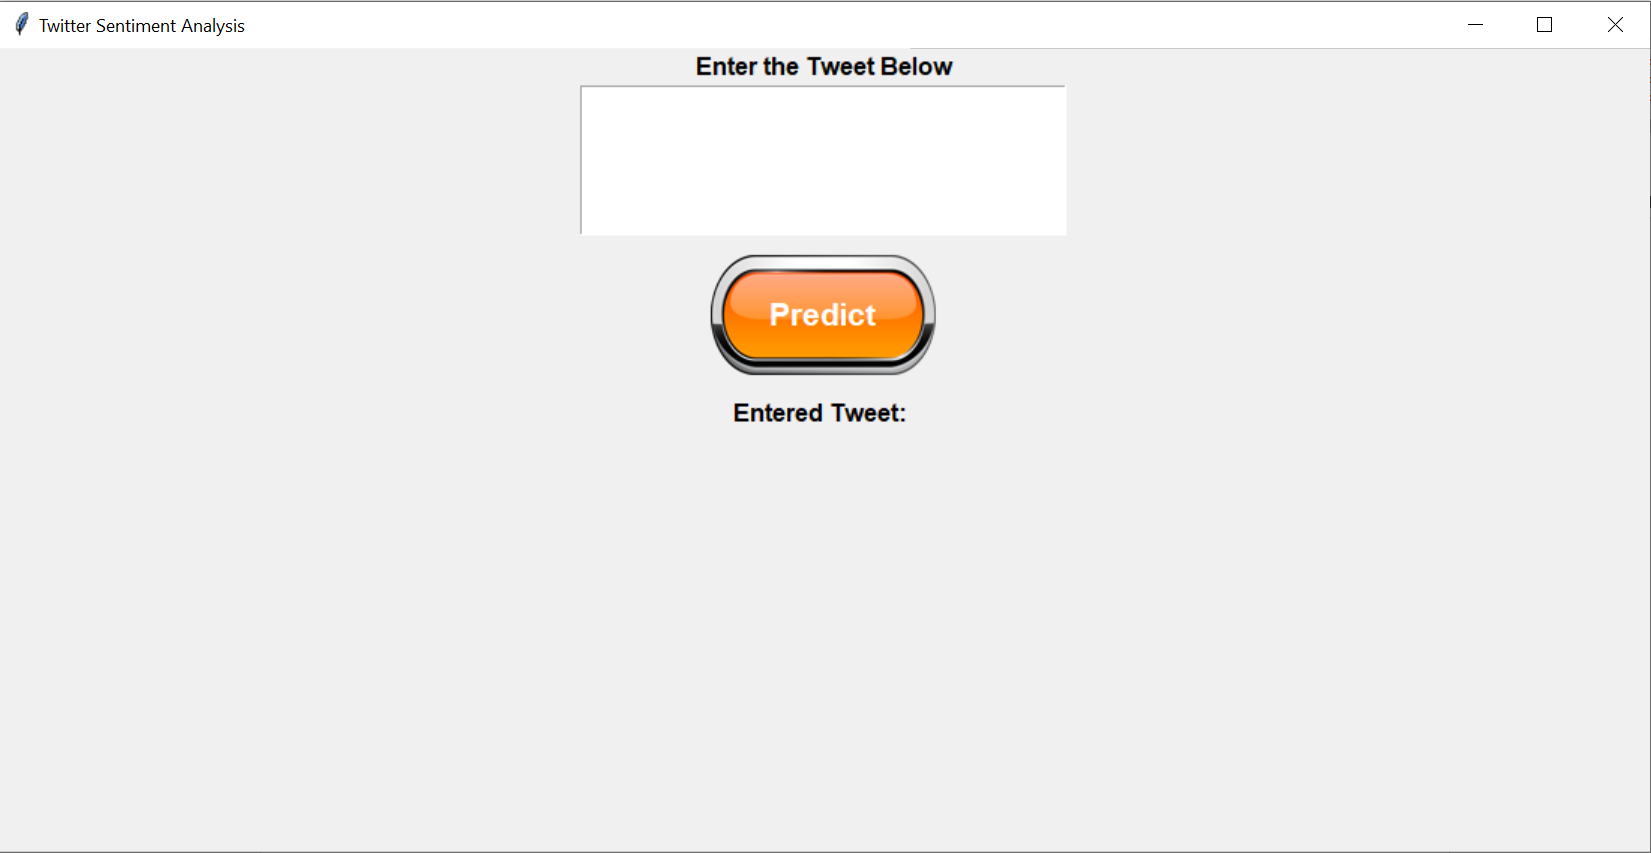 Twitter Sentiment Analysis
Enter the Tweet Below
Predict
Entered Tweet: